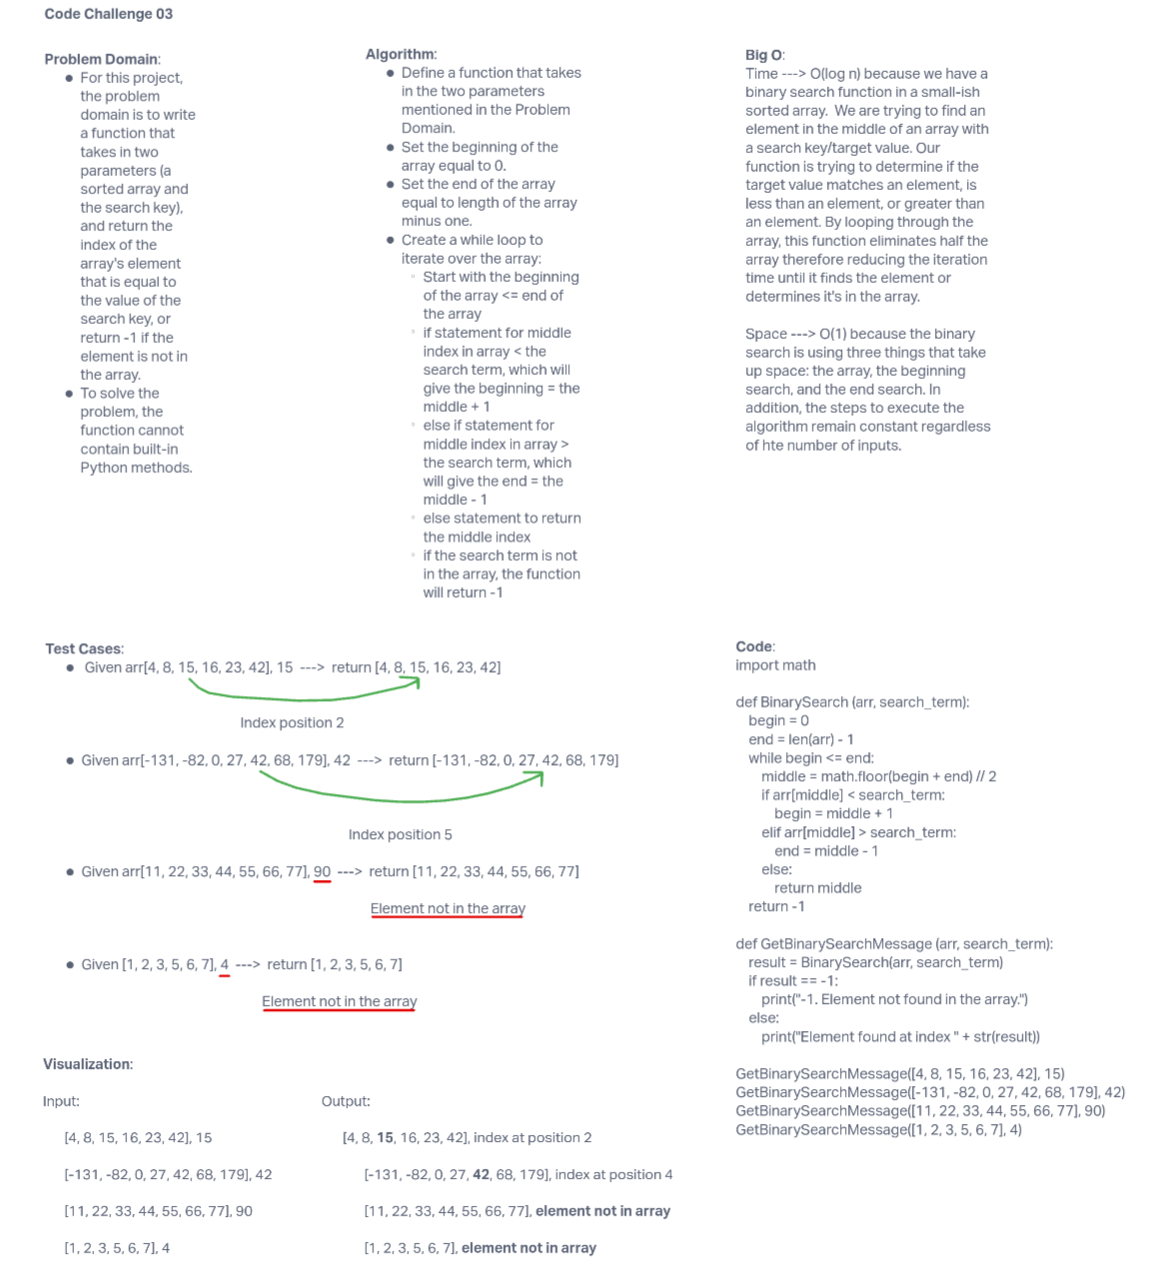 Code Challenge 03
Problem Domain:
● For this project,
the problem
domain is to write
a function that
takes in two
parameters (a
sorted array and
the search key),
and return the
index of the
array's element
that is equal to
the value of the
search key, or
return -1 if the
element is not in
the array.
● To solve the
problem, the
function cannot
contain built-in
Python methods.
Algorithm:
● Define a function that takes
in the two parameters
mentioned in the Problem
Domain.
● Set the beginning of the
array equal to 0.
● Set the end of the array
equal to length of the array
minus one.
● Create a while loop to
iterate over the array:
◦ Start with the beginning
of the array <= end of
the array
◦ if statement for middle
index in array < the
search term, which will
give the beginning = the
middle + 1
◦ else if statement for
middle index in array >
the search term, which
will give the end = the
middle - 1
◦ else statement to return
the middle index
◦ if the search term is not
in the array, the function
will return -1
Big O:
Time ---> O(log n) because we have a
binary search function in a small-ish
sorted array.  We are trying to find an
element in the middle of an array with
a search key/target value. Our
function is trying to determine if the
target value matches an element, is
less than an element, or greater than
an element. By looping through the
array, this function eliminates half the
array therefore reducing the iteration
time until it finds the element or
determines it's in the array.
Space ---> O(1) because the binary
search is using three things that take
up space: the array, the beginning
search, and the end search. In
addition, the steps to execute the
algorithm remain constant regardless
of hte number of inputs.
Test Cases:
● Given arr[4, 8, 15, 16, 23, 42], 15 ---> return [4, 8, 15, 16, 23, 42]
Index position 2
● Given arr[-131, -82, 0, 27, 42, 68, 179], 42 ---> return [-131, -82, 0, 27, 42, 68, 179]
Index position 5
● Given arr[11, 22, 33, 44, 55, 66, 77], 90 ---> return [11, 22, 33, 44, 55, 66, 77]
Element not in the array
● Given [1, 2, 3, 5, 6, 7], 4 ---> return [1, 2, 3, 5, 6, 7]
Element not in the array
Visualization:
Input: Output:
[4, 8, 15, 16, 23, 42], 15 [4, 8, 15, 16, 23, 42], index at position 2
[-131, -82, 0, 27, 42, 68, 179], 42 [-131, -82, 0, 27, 42, 68, 179], index at position 4
[11, 22, 33, 44, 55, 66, 77], 90 [11, 22, 33, 44, 55, 66, 77], element not in array
[1, 2, 3, 5, 6, 7], 4 [1, 2, 3, 5, 6, 7], element not in array
Code:
import math
def BinarySearch (arr, search_term):
begin = 0
end = len(arr) - 1
while begin <= end:
middle = math.floor(begin + end) // 2
if arr[middle] < search_term:
begin = middle + 1
elif arr[middle] > search_term:
end = middle - 1
else:
return middle
return -1
def GetBinarySearchMessage (arr, search_term):
result = BinarySearch(arr, search_term)
if result == -1:
print("-1. Element not found in the array.")
else:
print("Element found at index " + str(result))
GetBinarySearchMessage([4, 8, 15, 16, 23, 42], 15)
GetBinarySearchMessage([-131, -82, 0, 27, 42, 68, 179], 42)
GetBinarySearchMessage([11, 22, 33, 44, 55, 66, 77], 90)
GetBinarySearchMessage([1, 2, 3, 5, 6, 7], 4)